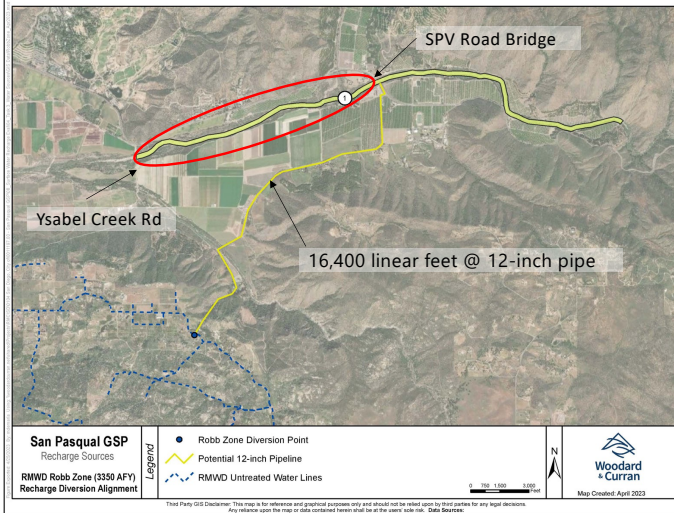 SPV Road Bridge
1
Ysabel Creek Rd
16,400 linear feet @ 12-inch pipe
San Pasqual GSP
Recharge Sources
RMWD Robb Zone (3350 AFY)
Recharge Diversion Alignment
Legend
Robb Zone Diversion Point
Potential 12-inch Pipeline
RMWD Untreated Water Lines
0 750 1,500 3,000
Feet
N
Woodard
& Curran
Map Created: April 2023
Third Party GIS Disclaimer: This map is for reference and graphical purposes only and should not be relied upon by third parties for any legal decisions.
Any reliance upon the map or data contained herein shall be at the users' sole risk. Data Sources: